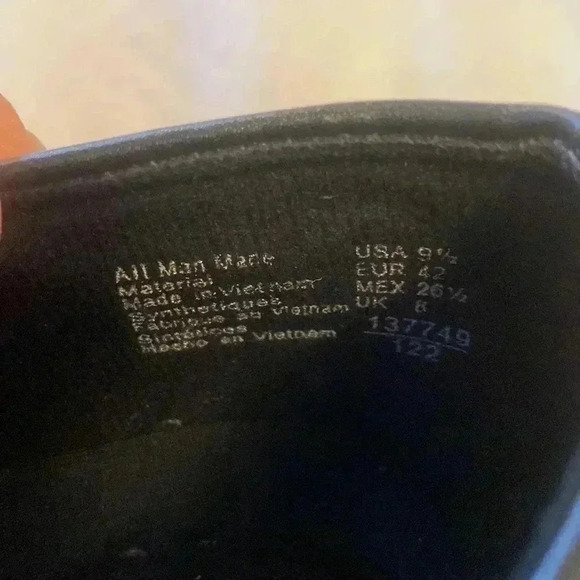 All Man Made
Material
Made in Vietnam
Synthetiques
Fabrique au Vietnam
Sinteticos
Hecho en Vietnam
USA 9½
EUR 42
MEX 26½
UK 8
137749
122